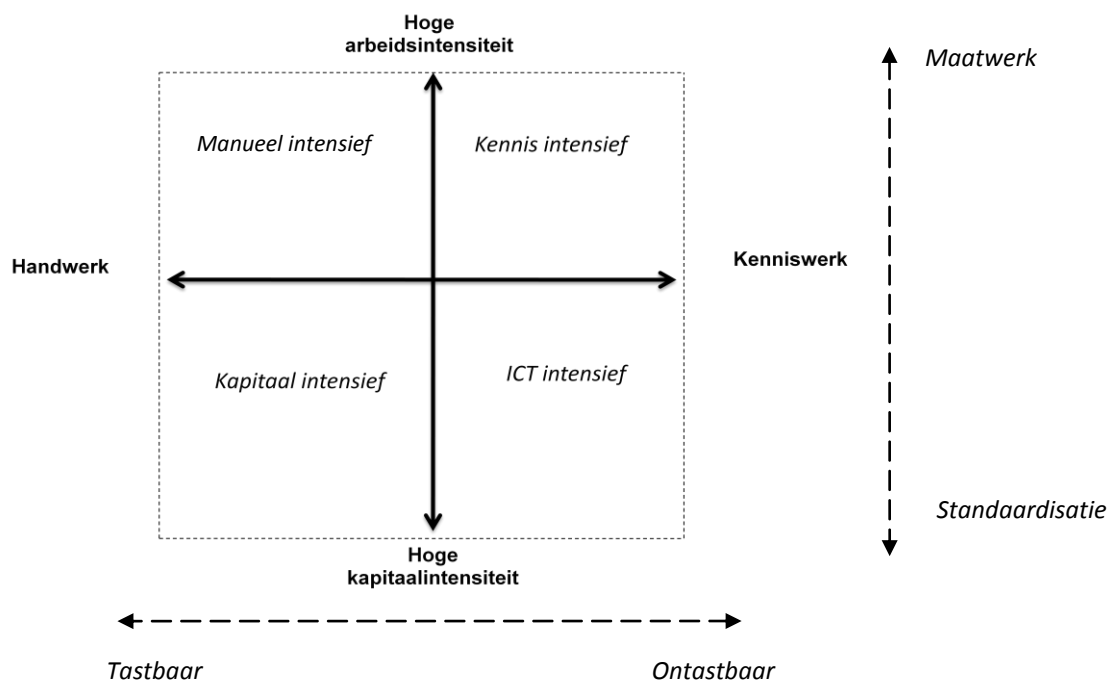 Hoge
arbeidsintensiteit
Maatwerk
Manueel intensief
Kennis intensief
Handwerk
Kenniswerk
Kapitaal intensief
ICT intensief
Standaardisatie
Hoge
kapitaalintensiteit
Tastbaar
Ontastbaar